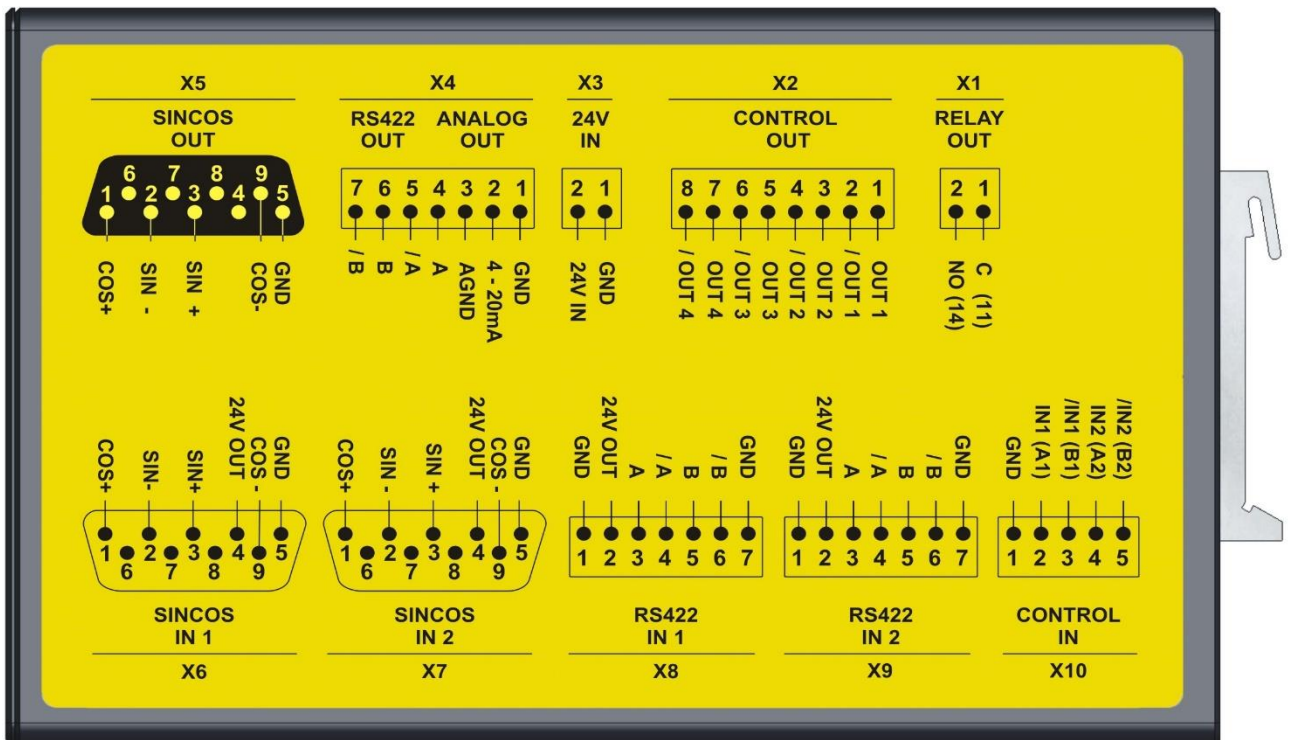 X5 X4 X3 X2 X1
SINCOS RS422 ANALOG 24V CONTROL RELAY
OUT OUT OUT IN OUT OUT
6 7 8 9
1 2 3 4 5
7 6 5 4 3 2 1
2 1
8 7 6 5 4 3 2 1
2 1
COS+
SIN -
SIN +
COS-
GND
/ B
B
/ A
A
AGND
4 - 20mA
GND
24V IN
GND
/ OUT 4
OUT 4
/ OUT 3
OUT 3
/ OUT 2
OUT 2
/ OUT 1
OUT 1
NO (14)
C (11)
COS+
SIN-
SIN+
24V OUT
COS -
GND
COS+
SIN -
SIN +
24V OUT
COS -
GND
GND
24V OUT
A
/ A
B
/ B
GND
GND
24V OUT
A
/ A
B
/ B
GND
GND
IN1 (A1)
/IN1 (B1)
IN2 (A2)
/IN2 (B2)
1 2 3 4 5
6 7 8 9
1 2 3 4 5
6 7 8 9
1 2 3 4 5 6 7
1 2 3 4 5 6 7
1 2 3 4 5
SINCOS SINCOS RS422 RS422 CONTROL
IN 1 IN 2 IN 1 IN 2 IN
X6 X7 X8 X9 X10